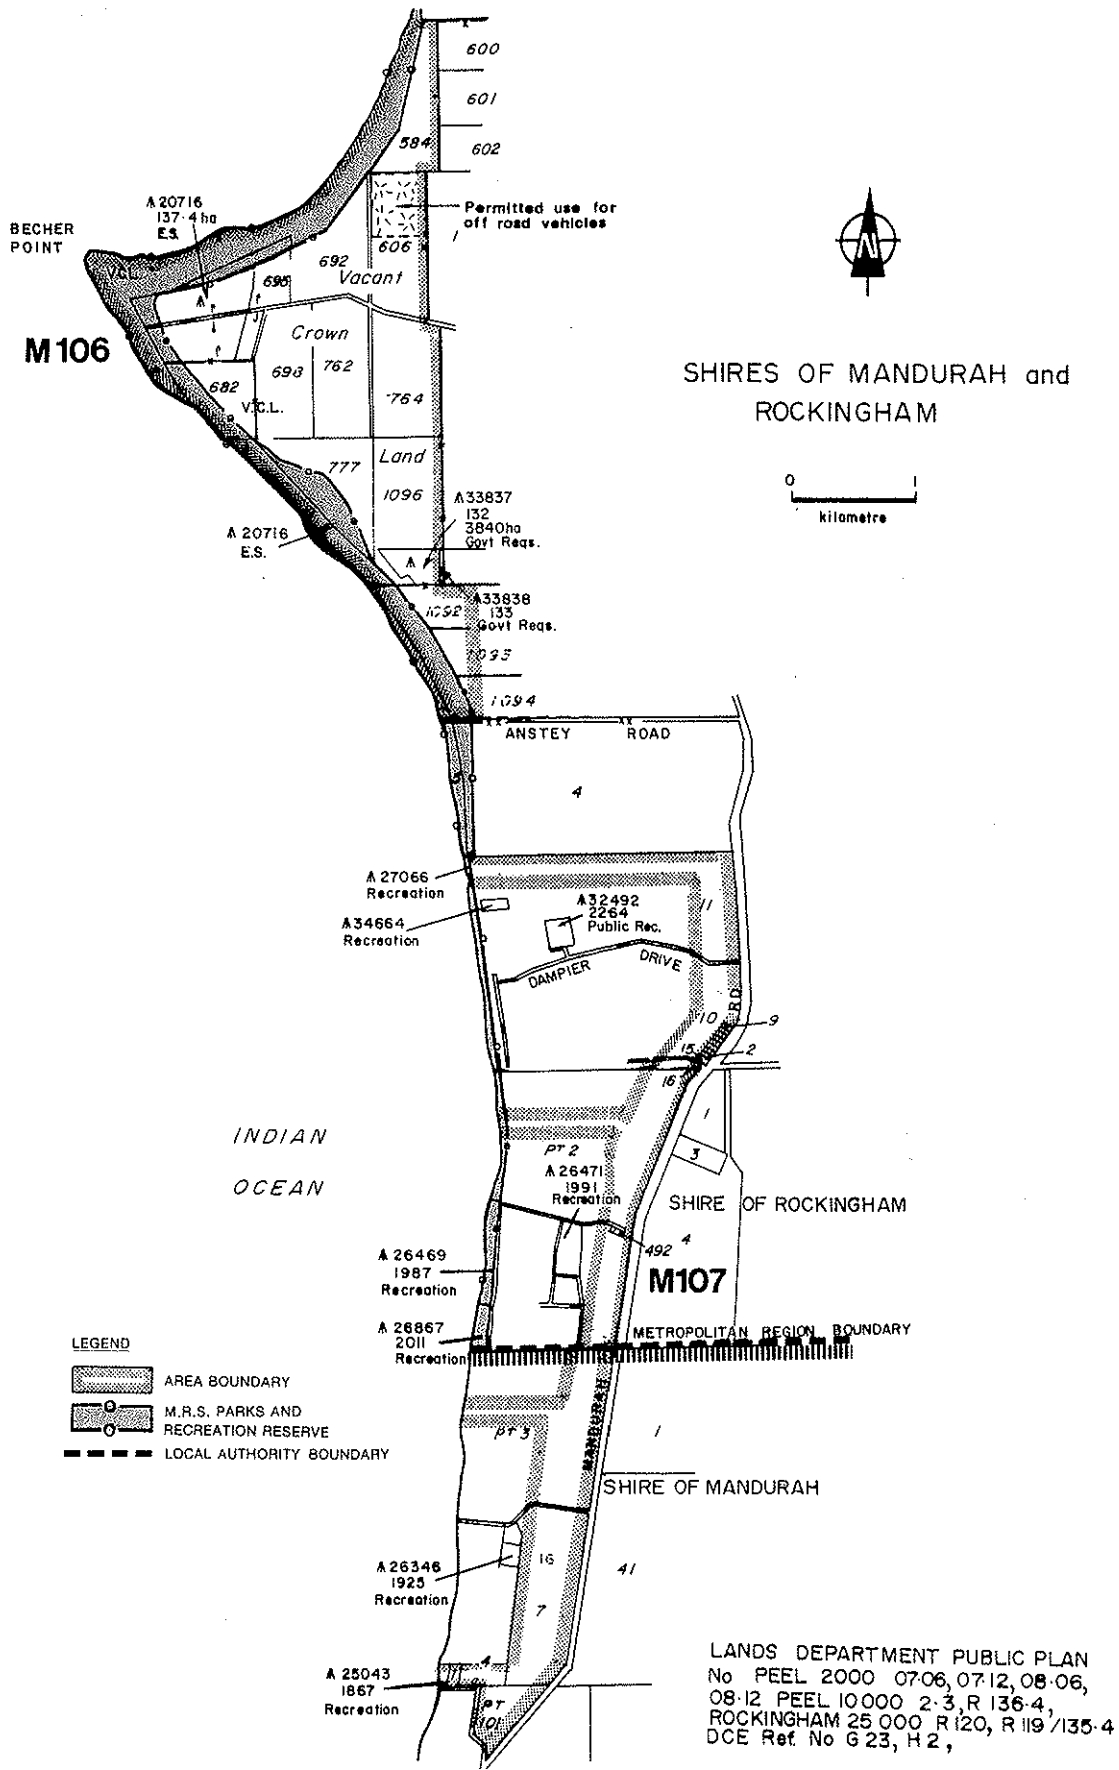 600
601
584
602
A 20716
137·4 ha
E.S.
Permitted use for
off road vehicles
BECHER
POINT
606
692
Vacant
V.C.L.
695
N
M106
Crown
698
762
682
V.C.L.
764
SHIRES OF MANDURAH and
ROCKINGHAM
0 1
kilometre
777
Land
1096
A 33837
132
3840ha
Govt Reqs.
A 20716
E.S.
A 33838
133
Govt Reqs.
1092
1093
1094
ANSTEY ROAD
5
4
A 27066
Recreation
A 34664
Recreation
A 32492
2264
Public Rec.
11
DAMPIER DRIVE
RD
10
9
15
2
16
1
3
INDIAN
OCEAN
PT 2
A 26471
1991
Recreation
SHIRE OF ROCKINGHAM
4
492
M107
A 26469
1987
Recreation
A 26867
2011
Recreation
METROPOLITAN REGION BOUNDARY
LEGEND
AREA BOUNDARY
M.R.S. PARKS AND
RECREATION RESERVE
LOCAL AUTHORITY BOUNDARY
MANDURAH
PT 3
1
SHIRE OF MANDURAH
A 26346
1925
Recreation
16
41
7
4
A 25043
1867
Recreation
PT
101
LANDS DEPARTMENT PUBLIC PLAN
No PEEL 2000 07·06, 07·12, 08·06,
08·12 PEEL 10 000 2·3, R 136·4,
ROCKINGHAM 25 000 R 120, R 119/135·4
DCE Ref. No G 23, H 2,